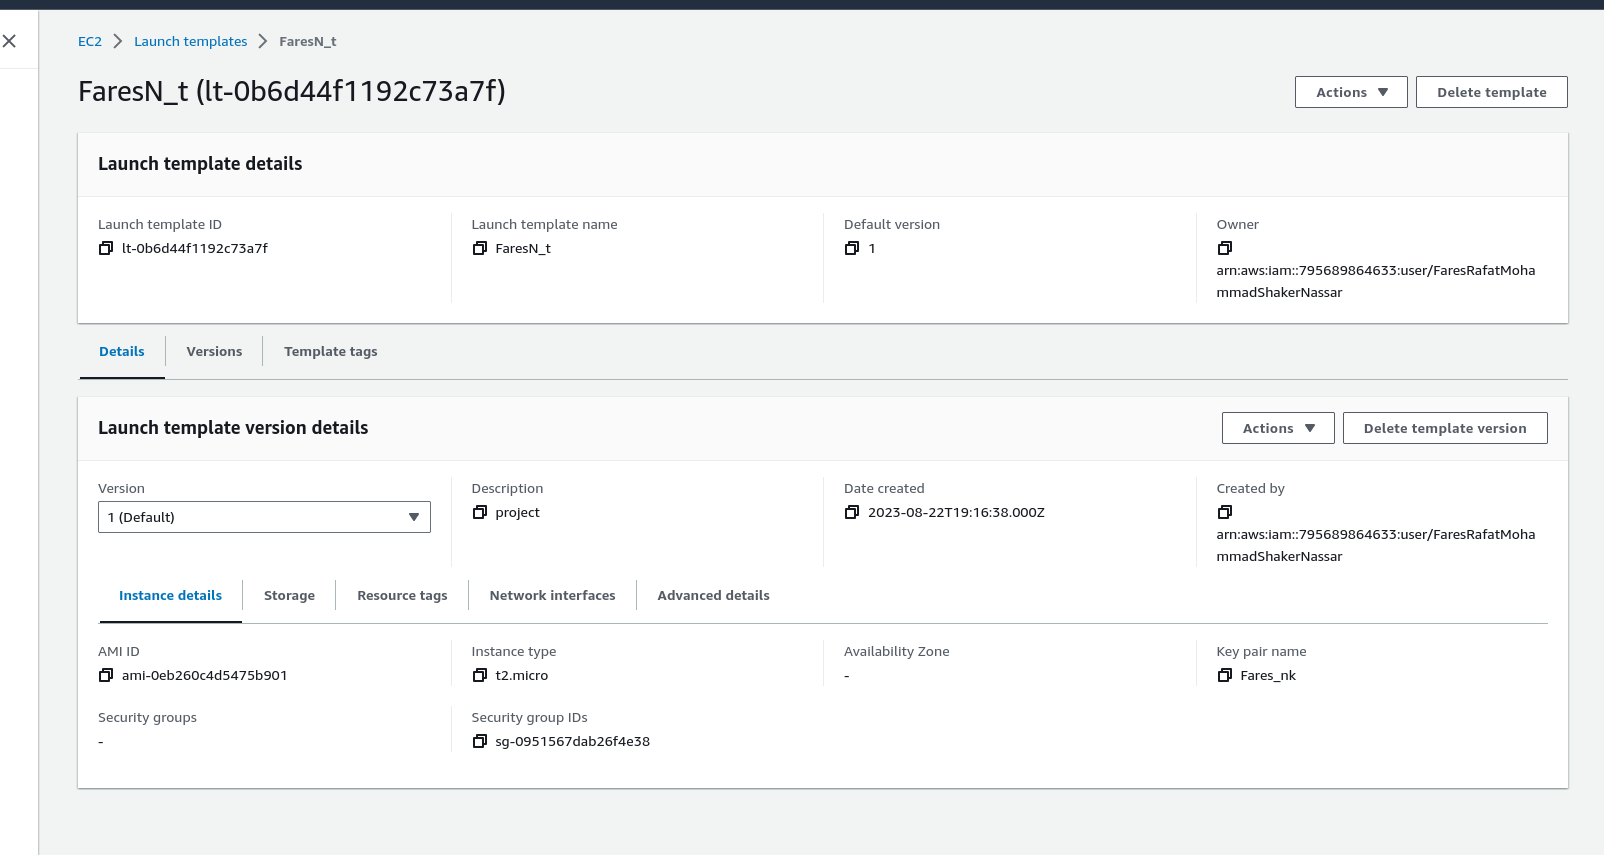 EC2 > Launch templates > FaresN_t
FaresN_t (lt-0b6d44f1192c73a7f)
Actions
Delete template
Launch template details
Launch template ID
lt-0b6d44f1192c73a7f
Launch template name
FaresN_t
Default version
1
Owner
arn:aws:iam::795689864633:user/FaresRafatMoha
mmadShakerNassar
Details
Versions
Template tags
Launch template version details
Actions
Delete template version
Version
1 (Default)
Description
project
Date created
2023-08-22T19:16:38.000Z
Created by
arn:aws:iam::795689864633:user/FaresRafatMoha
mmadShakerNassar
Instance details
Storage
Resource tags
Network interfaces
Advanced details
AMI ID
ami-0eb260c4d5475b901
Instance type
t2.micro
Availability Zone
-
Key pair name
Fares_nk
Security groups
-
Security group IDs
sg-0951567dab26f4e38